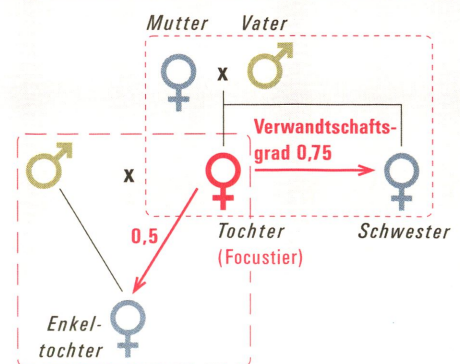 Mutter Vater
x
Verwandtschafts-
grad 0,75
x
0,5
Tochter Schwester
(Focustier)
Enkel-
tochter